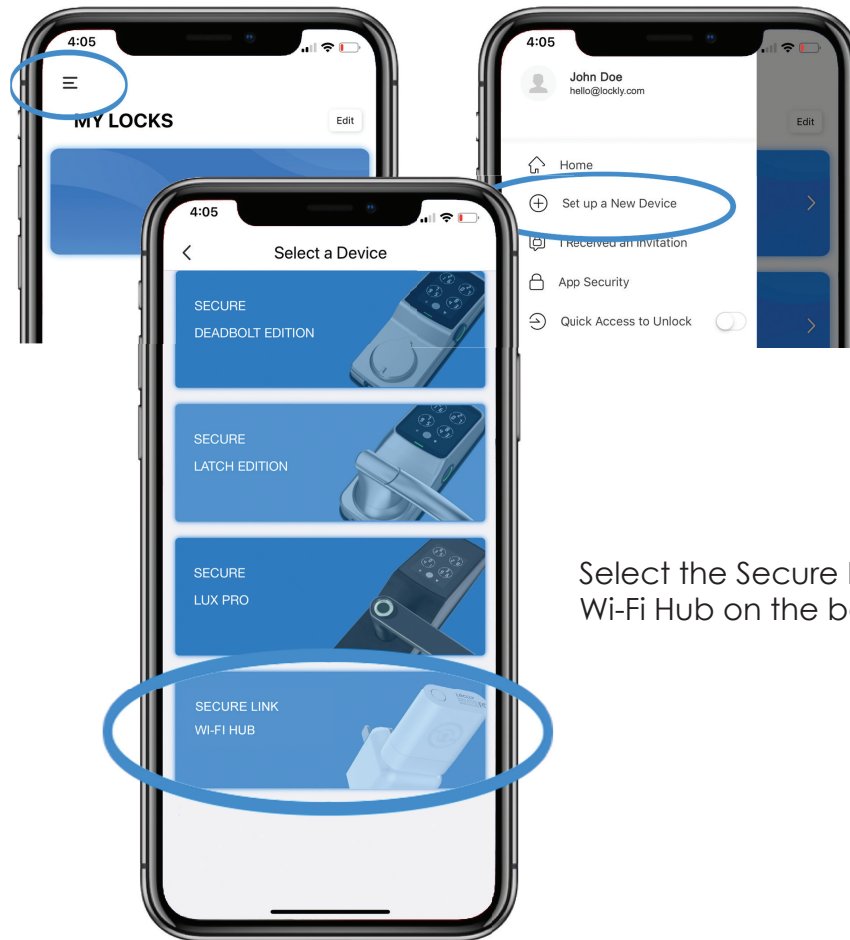 4:05
MY LOCKS
Edit
4:05
John Doe
hello@lockly.com
Edit
Home
Set up a New Device
I Received an Invitation
App Security
Quick Access to Unlock
4:05
Select a Device
SECURE
DEADBOLT EDITION
SECURE
LATCH EDITION
SECURE
LUX PRO
SECURE LINK
WI-FI HUB
Select the Secure
Wi-Fi Hub on the